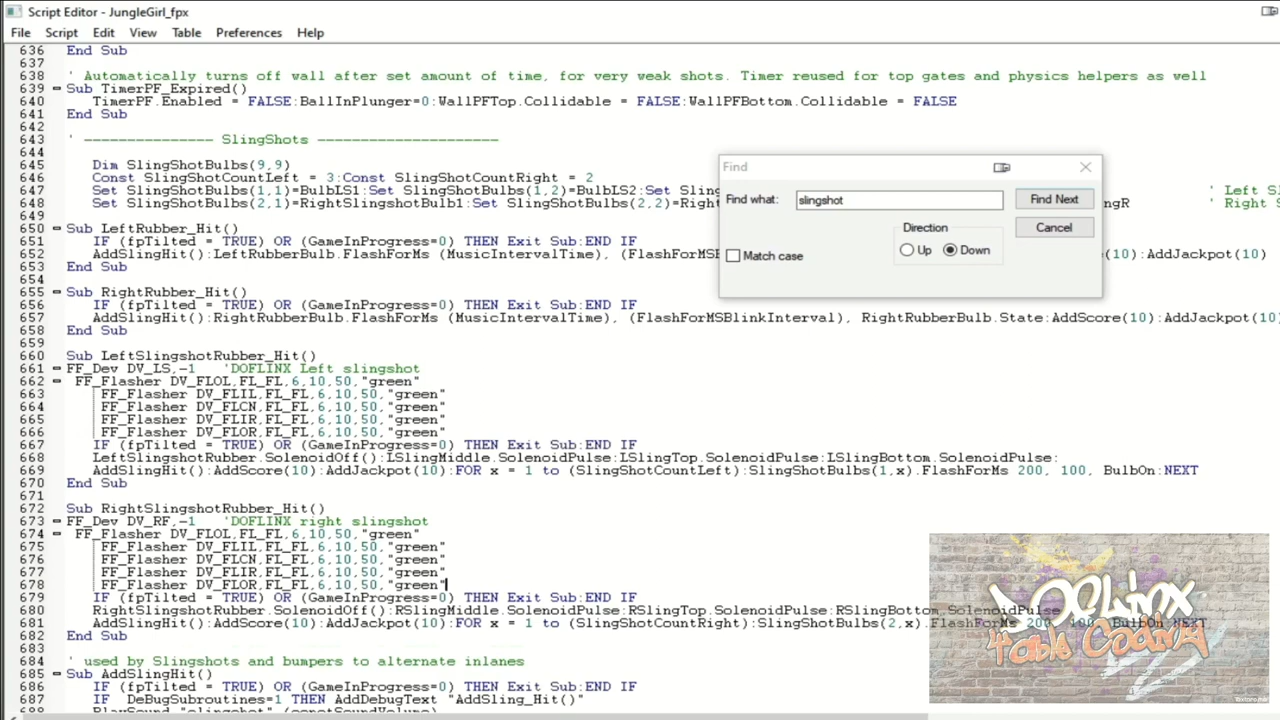 Script Editor - JungleGirl_fpx
File Script Edit View Table Preferences Help
636 End Sub
637
638 ' Automatically turns off wall after set amount of time, for very weak shots. Timer reused for top gates and physics helpers as well
639 Sub TimerPF_Expired()
640 TimerPF.Enabled = FALSE:BallInPlunger=0:WallPFTop.Collidable = FALSE:WallPFBottom.Collidable = FALSE
641 End Sub
642
643 ' --------------- SlingShots ---------------------
644
645 Dim SlingShotBulbs(9,9)
646 Const SlingShotCountLeft = 3:Const SlingShotCountRight = 2
647 Set SlingShotBulbs(1,1)=BulbLS1:Set SlingShotBulbs(1,2)=BulbLS2:Set ' Left
648 Set SlingShotBulbs(2,1)=RightSlingShotBulb1:Set SlingShotBulbs(2,2)= ' Right
649
650 Sub LeftRubber_Hit()
651 IF (fpTilted = TRUE) OR (GameInProgress=0) THEN Exit Sub:END IF
652 AddSlingHit():LeftRubberBulb.FlashForMs (MusicIntervalTime), :AddJackpot(10)
653 End Sub
654
655 Sub RightRubber_Hit()
656 IF (fpTilted = TRUE) OR (GameInProgress=0) THEN Exit Sub:END IF
657 AddSlingHit():RightRubberBulb.FlashForMs (MusicIntervalTime), (FlashForMSBlinkInterval), RightRubberBulb.State:AddScore(10):AddJackpot(10
658 End Sub
659
660 Sub LeftSlingshotRubber_Hit()
661 FF_Dev DV_LS,-1 'DOFLINX Left slingshot
662 FF_Flasher DV_FLOL,FL_FL,6,10,50,"green"
663 FF_Flasher DV_FLIL,FL_FL,6,10,50,"green"
664 FF_Flasher DV_FLCN,FL_FL,6,10,50,"green"
665 FF_Flasher DV_FLIR,FL_FL,6,10,50,"green"
666 FF_Flasher DV_FLOR,FL_FL,6,10,50,"green"
667 IF (fpTilted = TRUE) OR (GameInProgress=0) THEN Exit Sub:END IF
668 LeftSlingshotRubber.SolenoidOff():LSlingMiddle.SolenoidPulse:LSlingTop.SolenoidPulse:LSlingBottom.SolenoidPulse:
669 AddSlingHit():AddScore(10):AddJackpot(10):FOR x = 1 to (SlingShotCountLeft):SlingShotBulbs(1,x).FlashForMs 200, 100, BulbOn:NEXT
670 End Sub
671
672 Sub RightSlingshotRubber_Hit()
673 FF_Dev DV_RF,-1 'DOFLINX right slingshot
674 FF_Flasher DV_FLOL,FL_FL,6,10,50,"green"
675 FF_Flasher DV_FLIL,FL_FL,6,10,50,"green"
676 FF_Flasher DV_FLCN,FL_FL,6,10,50,"green"
677 FF_Flasher DV_FLIR,FL_FL,6,10,50,"green"
678 FF_Flasher DV_FLOR,FL_FL,6,10,50,"green"
679 IF (fpTilted = TRUE) OR (GameInProgress=0) THEN Exit Sub:END IF
680 RightSlingshotRubber.SolenoidOff():RSlingMiddle.SolenoidPulse:RSlingTop.SolenoidPulse:RSlingBottom.SolenoidPulse
681 AddSlingHit():AddScore(10):AddJackpot(10):FOR x = 1 to (SlingShotCountRight):SlingShotBulbs(2,x).FlashForMs 200, 100, BulbOn NEXT
682 End Sub
683
684 ' used by Slingshots and bumpers to alternate inlanes
685 Sub AddSlingHit()
686 IF (fpTilted = TRUE) OR (GameInProgress=0) THEN Exit Sub:END IF
687 IF DeBugSubroutines=1 THEN AddDebugText "AddSling_Hit()"
688 PlaySound "slingshot"
Find
Find what: slingshot Find Next
Direction Cancel
Match case Up Down
DOFLinx
Table Coding